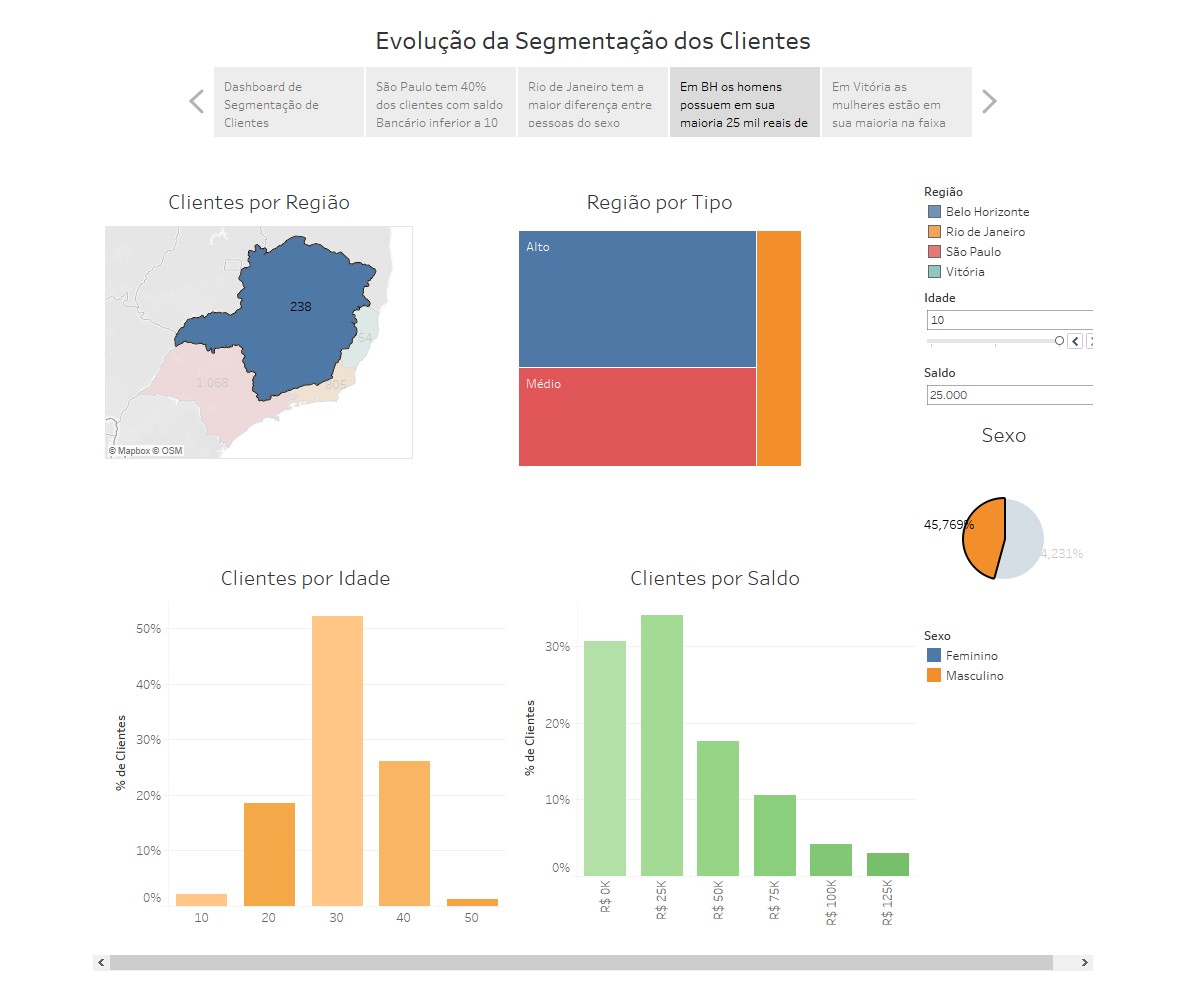 Evolução da Segmentação dos Clientes
Dashboard de
Segmentação de
Clientes
São Paulo tem 40%
dos clientes com saldo
Bancário inferior a 10
Rio de Janeiro tem a
maior diferença entre
pessoas do sexo
Em BH os homens
possuem em sua
maioria 25 mil reais de
Em Vitória as
mulheres estão em
sua maioria na faixa
Clientes por Região
238
54
1.068
© Mapbox © OSM
Região por Tipo
Alto
Médio
Região
Belo Horizonte
Rio de Janeiro
São Paulo
Vitória
Idade
10
Saldo
25.000
Sexo
45,769%
4,231%
Sexo
Feminino
Masculino
Clientes por Idade
% de Clientes
50%
40%
30%
20%
10%
0%
10 20 30 40 50
Clientes por Saldo
% de Clientes
30%
20%
10%
0%
R$ 0K R$ 25K R$ 50K R$ 75K R$ 100K R$ 125K